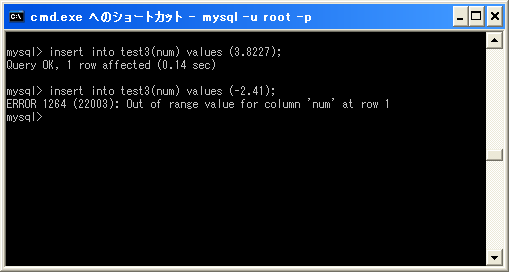 cmd.exe へのショートカット - mysql -u root -p
mysql> insert into test3(num) values (3.8227);
Query OK, 1 row affected (0.14 sec)
mysql> insert into test3(num) values (-2.41);
ERROR 1264 (22003): Out of range value for column 'num' at row 1
mysql>